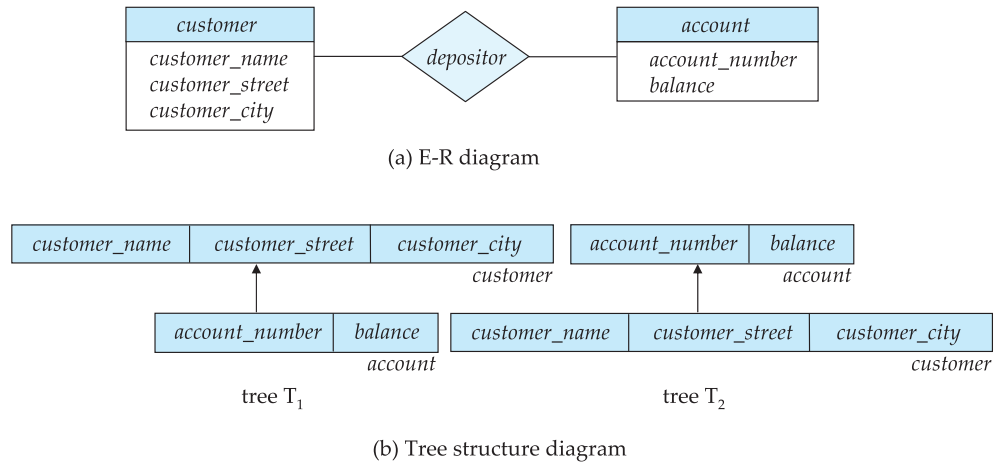 customer
customer_name
customer_street
customer_city
depositor
account
account_number
balance
(a) E-R diagram
customer_name customer_street customer_city
customer
account_number balance
account
tree T1
account_number balance
account
customer_name customer_street customer_city
customer
tree T2
(b) Tree structure diagram